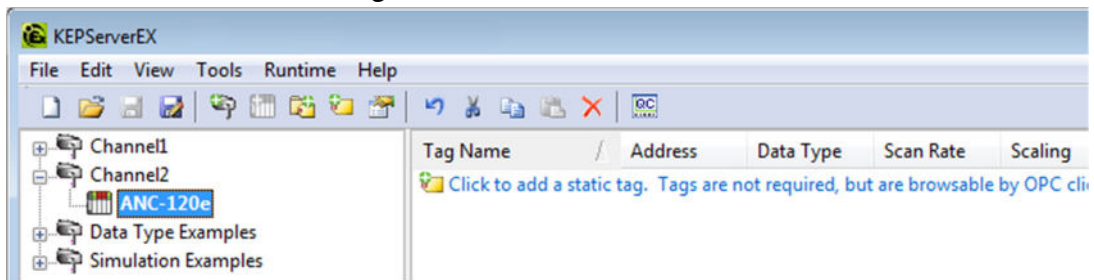 KEPServerEX
File Edit View Tools Runtime Help
QC
Channel1
Channel2
ANC-120e
Data Type Examples
Simulation Examples
Tag Name / Address Data Type Scan Rate Scaling
Click to add a static tag. Tags are not required, but are browsable by OPC clie